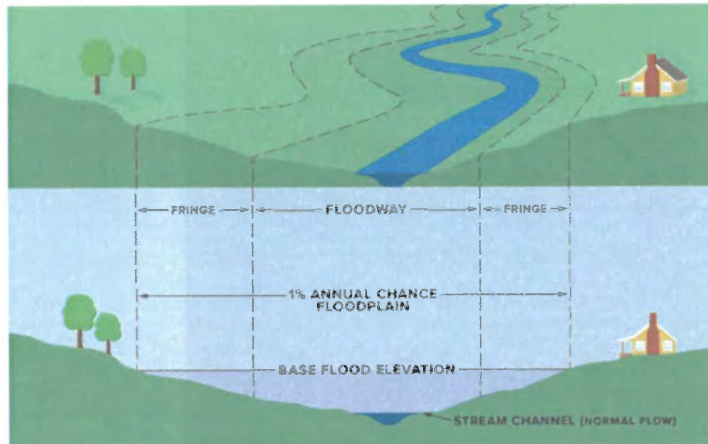 FRINGE
FLOODWAY
FRINGE
1% ANNUAL CHANCE
FLOODPLAIN
BASE FLOOD ELEVATION
STREAM CHANNEL (NORMAL FLOW)